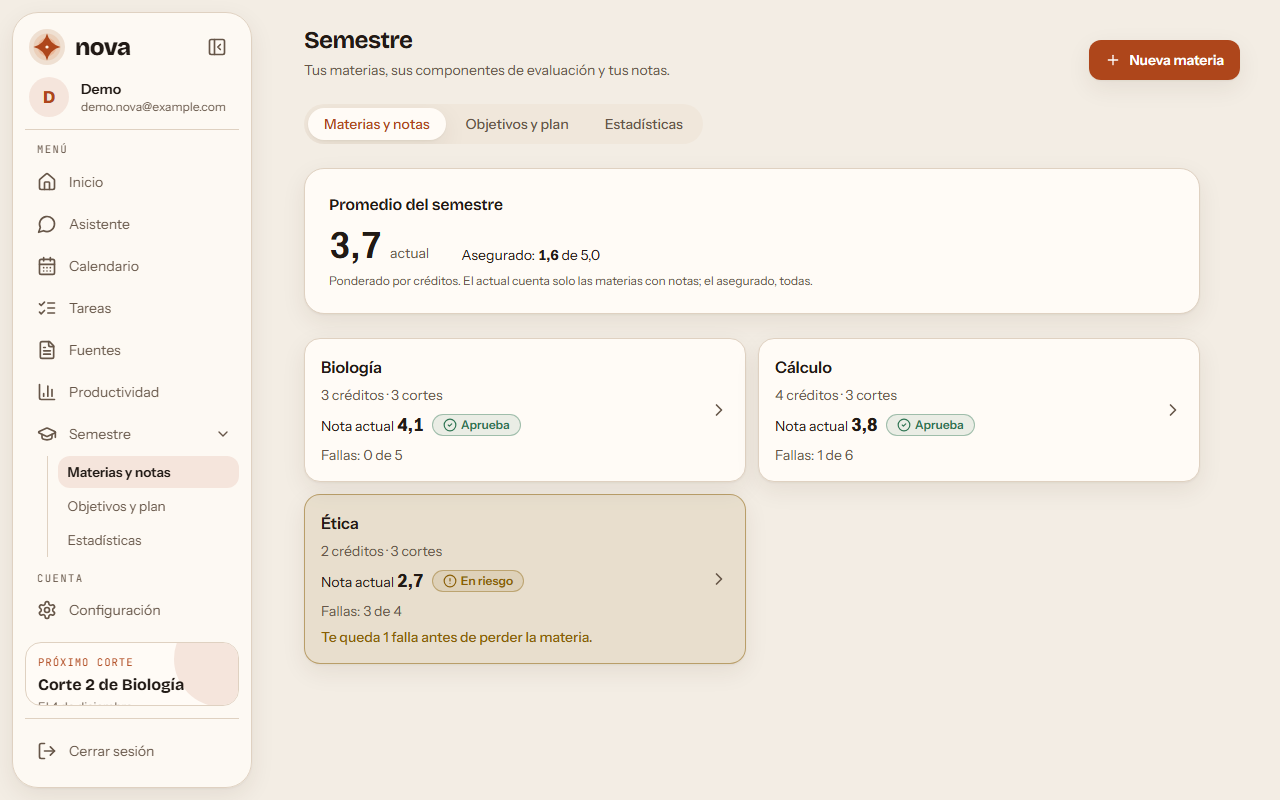 nova
D
Demo
demo.nova@example.com
MENÚ
Inicio
Asistente
Calendario
Tareas
Fuentes
Productividad
Semestre
Materias y notas
Objetivos y plan
Estadísticas
CUENTA
Configuración
PRÓXIMO CORTE
Corte 2 de Biología
Cerrar sesión
Semestre
Tus materias, sus componentes de evaluación y tus notas.
+ Nueva materia
Materias y notas
Objetivos y plan
Estadísticas
Promedio del semestre
3,7 actual Asegurado: 1,6 de 5,0
Ponderado por créditos. El actual cuenta solo las materias con notas; el asegurado, todas.
Biología
3 créditos · 3 cortes
Nota actual 4,1 Aprueba
Fallas: 0 de 5
Cálculo
4 créditos · 3 cortes
Nota actual 3,8 Aprueba
Fallas: 1 de 6
Ética
2 créditos · 3 cortes
Nota actual 2,7 En riesgo
Fallas: 3 de 4
Te queda 1 falla antes de perder la materia.